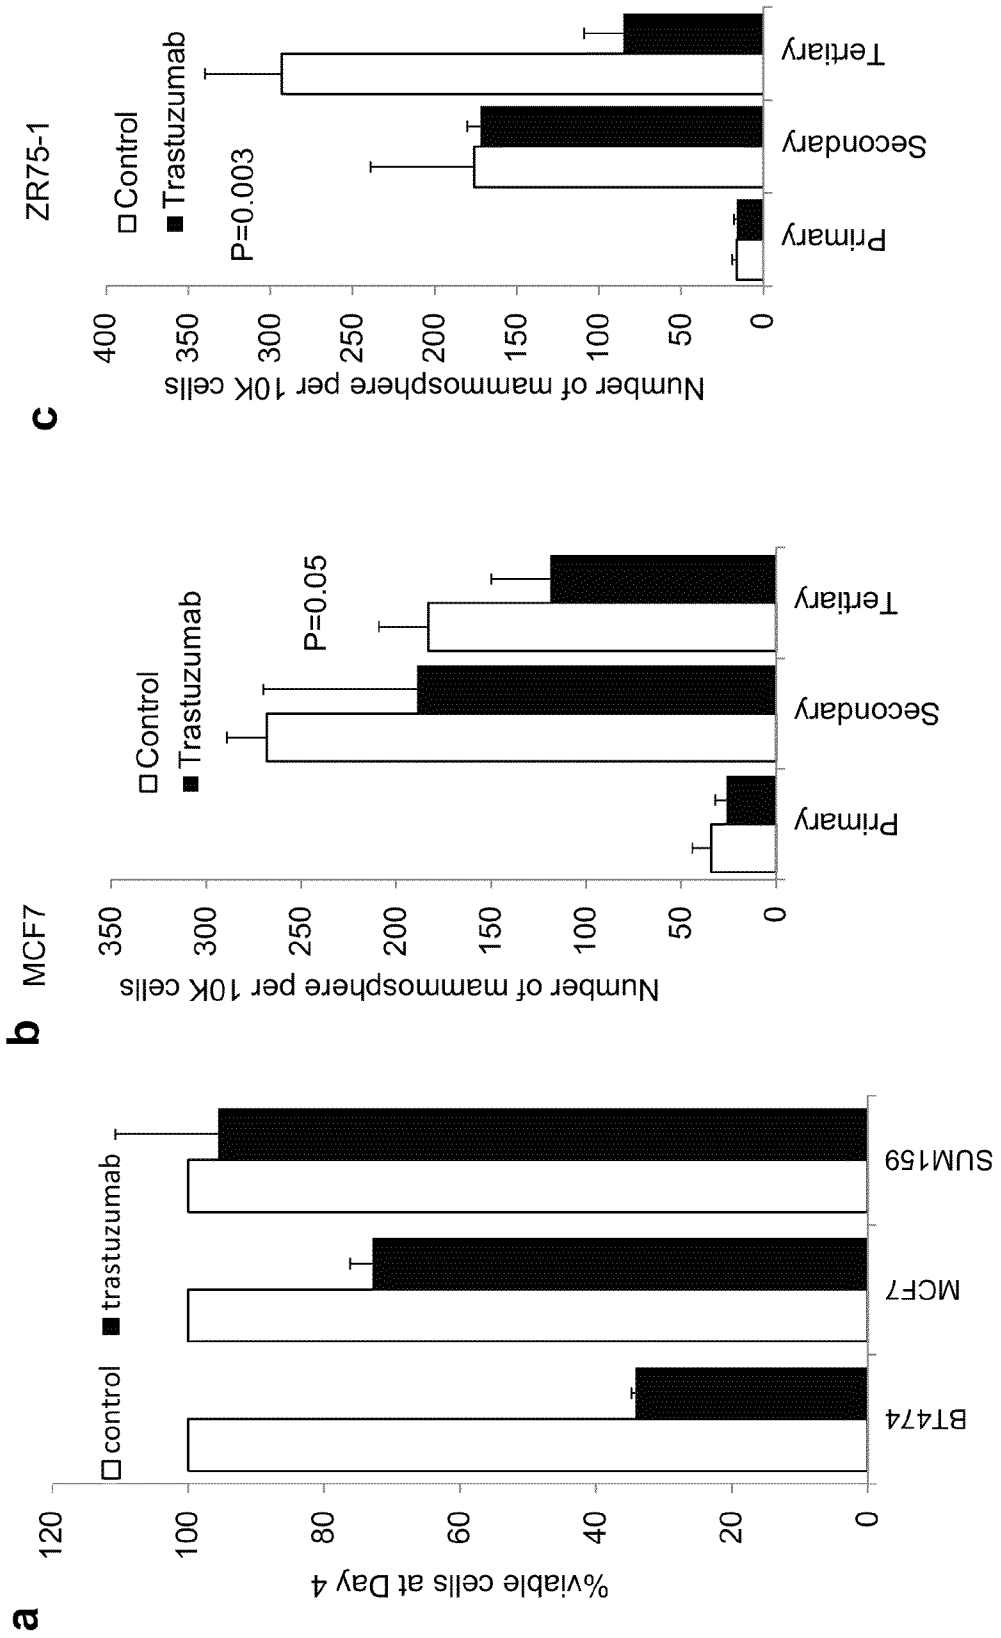 a
control
trastuzumab
120
100
80
60
40
20
0
%viable cells at Day 4
BT474
MCF7
SUM159
b
MCF7
Control
Trastuzumab
P=0.05
350
300
250
200
150
100
50
0
Number of mammosphere per 10K cells
Primary
Secondary
Tertiary
c
ZR75-1
Control
Trastuzumab
P=0.003
400
350
300
250
200
150
100
50
0
Number of mammosphere per 10K cells
Primary
Secondary
Tertiary